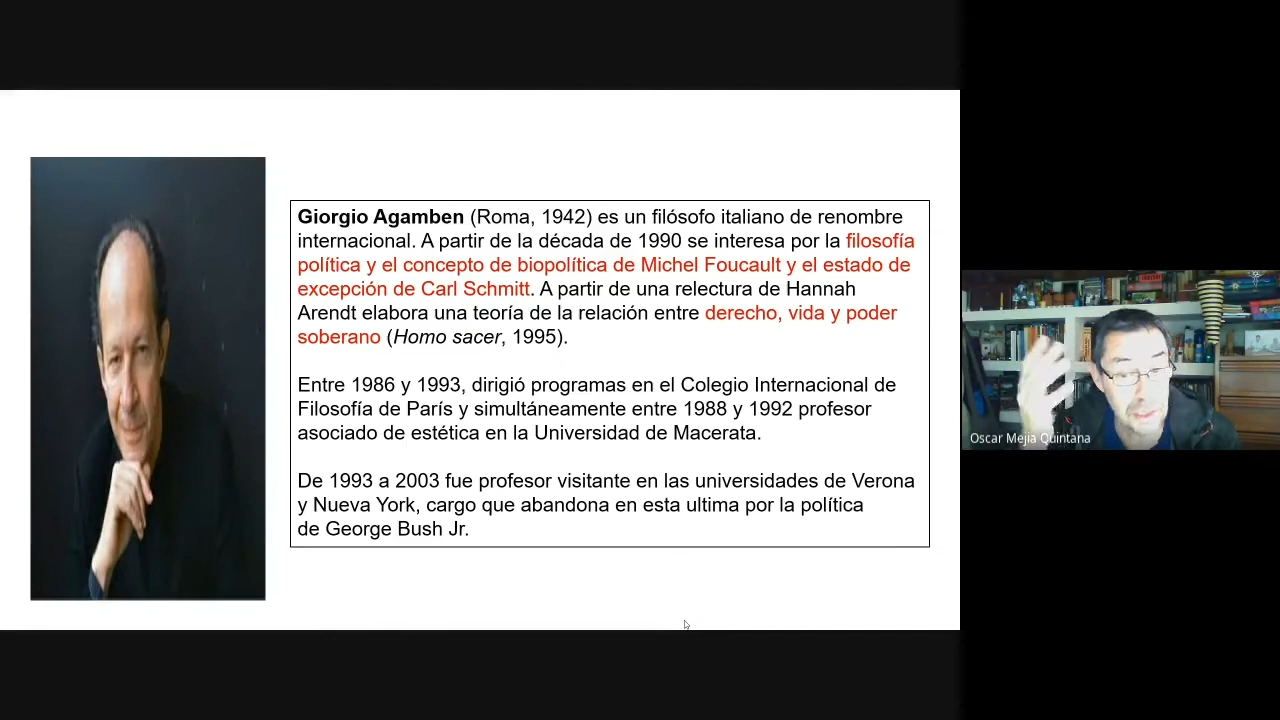 Giorgio Agamben (Roma, 1942) es un filósofo italiano de renombre
internacional. A partir de la década de 1990 se interesa por la filosofía
política y el concepto de biopolítica de Michel Foucault y el estado de
excepción de Carl Schmitt. A partir de una relectura de Hannah
Arendt elabora una teoría de la relación entre derecho, vida y poder
soberano (Homo sacer, 1995).
Entre 1986 y 1993, dirigió programas en el Colegio Internacional de
Filosofía de París y simultáneamente entre 1988 y 1992 profesor
asociado de estética en la Universidad de Macerata.
De 1993 a 2003 fue profesor visitante en las universidades de Verona
y Nueva York, cargo que abandona en esta ultima por la política
de George Bush Jr.
Oscar Mejia Quintana